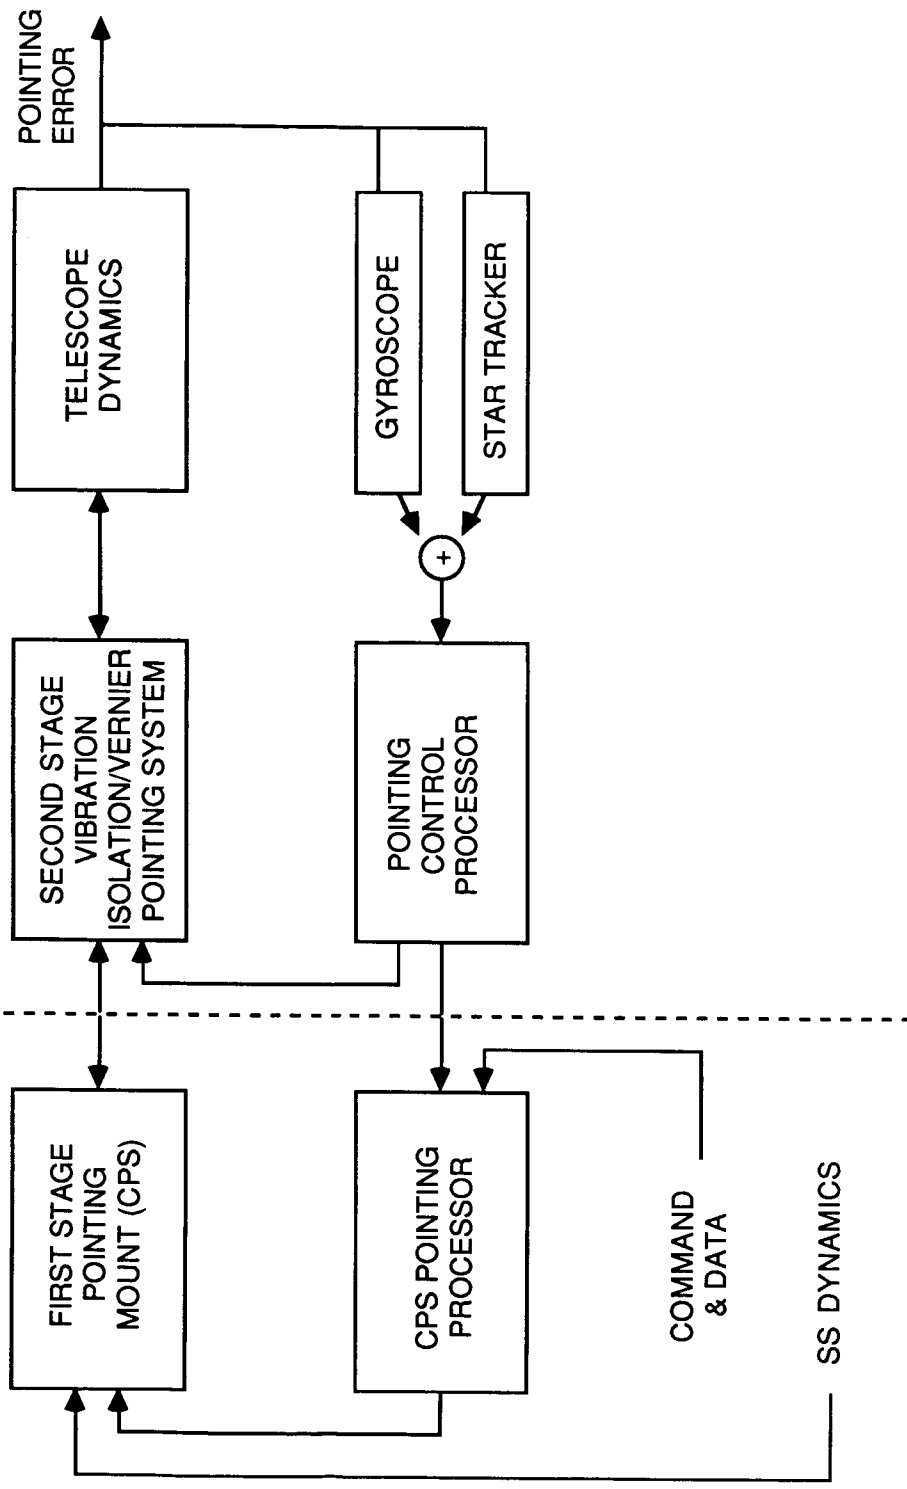 FIRST STAGE
POINTING
MOUNT (CPS)
SECOND STAGE
VIBRATION
ISOLATION/VERNIER
POINTING SYSTEM
TELESCOPE
DYNAMICS
POINTING
ERROR
CPS POINTING
PROCESSOR
POINTING
CONTROL
PROCESSOR
+
GYROSCOPE
STAR TRACKER
COMMAND
& DATA
SS DYNAMICS